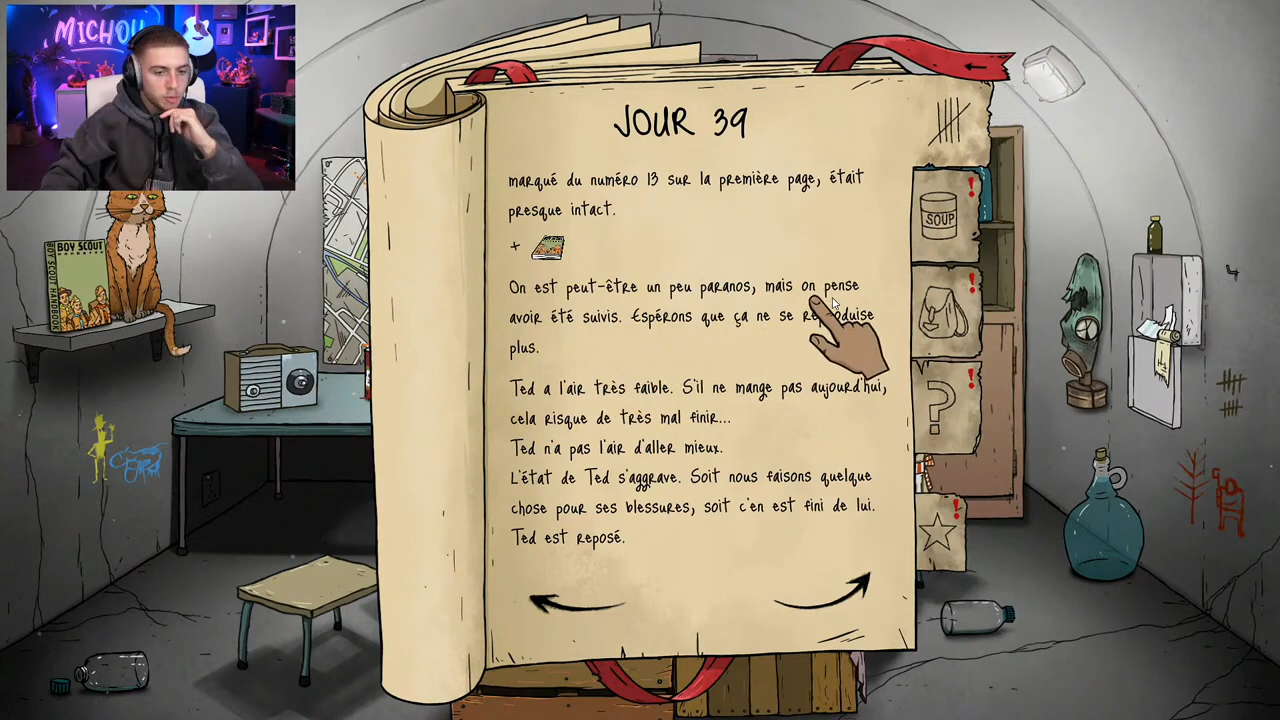 MICHOU
JOUR 39
marqué du numéro 13 sur la première page, était
presque intact.
+
On est peut-être un peu paranos, mais on pense
avoir été suivis. Espérons que ça ne se reproduise
plus.
Ted a l'air très faible. S'il ne mange pas aujourd'hui,
cela risque de très mal finir...
Ted n'a pas l'air d'aller mieux.
L'état de Ted s'aggrave. Soit nous faisons quelque
chose pour ses blessures, soit c'en est fini de lui.
Ted est reposé.
SOUP
!
!
?
!
!
BOY SCOUT
BOY SCOUT HANDBOOK